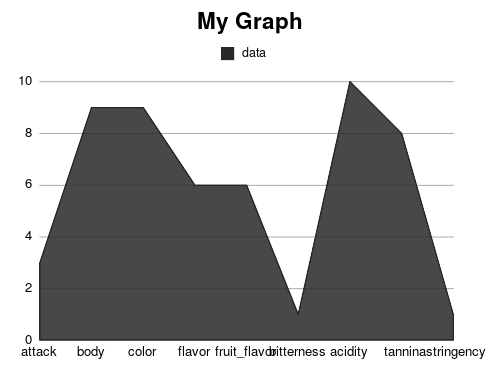 My Graph
data
10
8
6
4
2
0
attack body color flavor fruit_flavor bitterness acidity tannin astringency